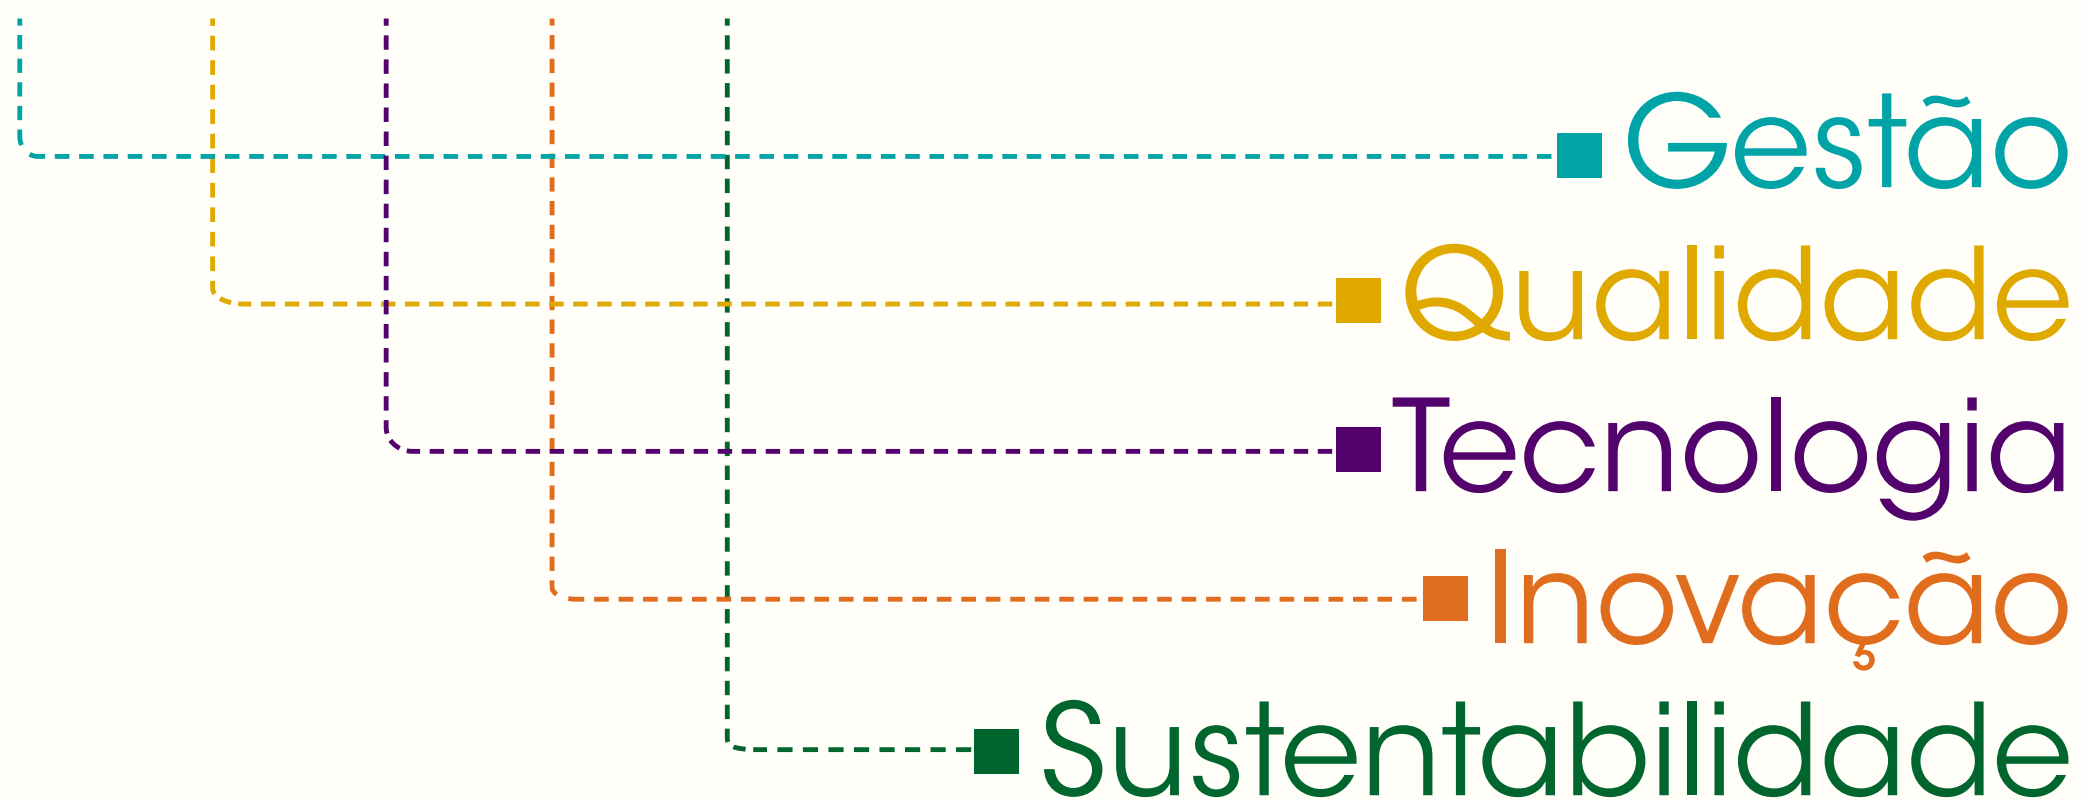 Gestão
Qualidade
Tecnologia
Inovação
Sustentabilidade